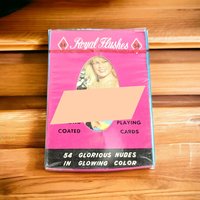 Royal Flushes
COATED
PLAYING
CARDS
54 GLORIOUS NUDES
IN GLOWING COLOR